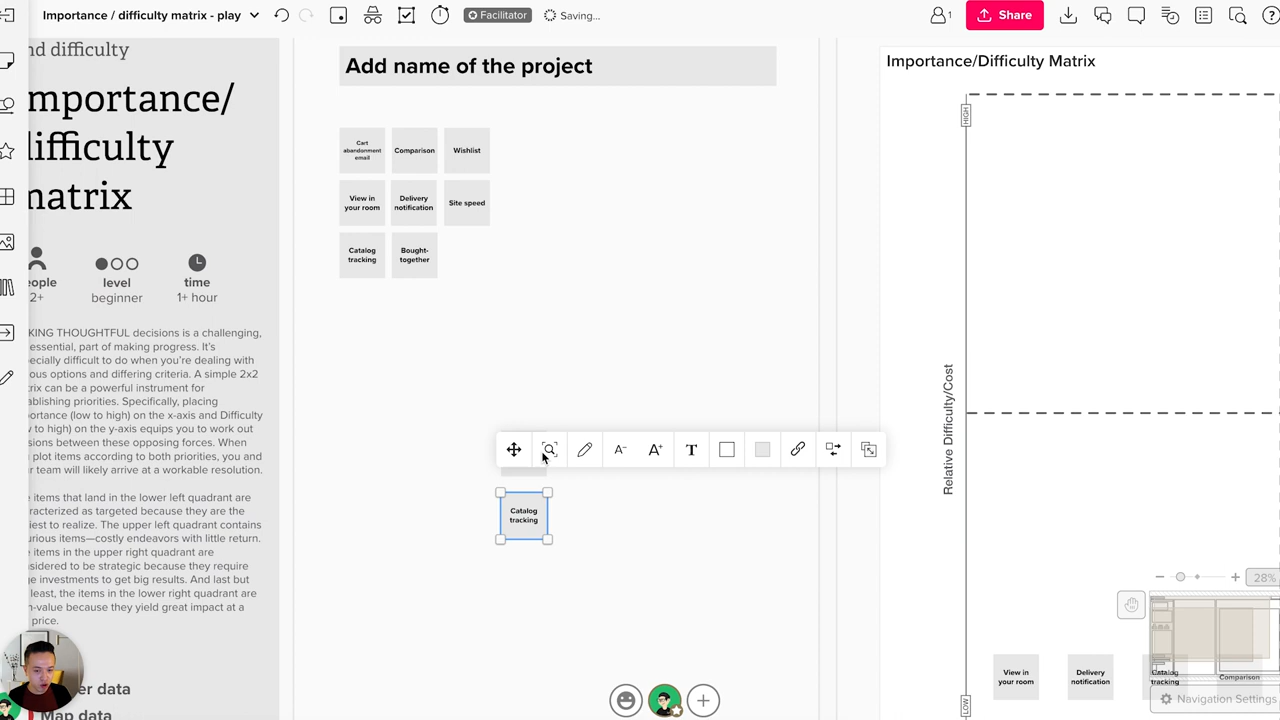 Importance / difficulty matrix - play
Facilitator
Saving...
1
Share
nd difficulty
mportance/
difficulty
matrix
eople
2+
level
beginner
time
1+ hour
KING THOUGHTFUL decisions is a challenging,
essential, part of making progress. It's
ecially difficult to do when you're dealing with
ous options and differing criteria. A simple 2x2
trix can be a powerful instrument for
ablishing priorities. Specifically, placing
portance (low to high) on the x-axis and Difficulty
w to high) on the y-axis equips you to work out
isions between these opposing forces. When
plot items according to both priorities, you and
ur team will likely arrive at a workable resolution.
e items that land in the lower left quadrant are
racterized as targeted because they are the
iest to realize. The upper left quadrant contains
urious items—costly endeavors with little return.
e items in the upper right quadrant are
nsidered to be strategic because they require
ge investments to get big results. And last but
least, the items in the lower right quadrant are
h-value because they yield great impact at a
price.
er data
Map data
Add name of the project
Cart
abandonment
email
Comparison
Wishlist
View in
your room
Delivery
notification
Site speed
Catalog
tracking
Bought-
together
A-
A+
T
Catalog
tracking
Importance/Difficulty Matrix
HIGH
Relative Difficulty/Cost
LOW
View in
your room
Delivery
notification
Catalog
tracking
Comparison
28%
Navigation Settings